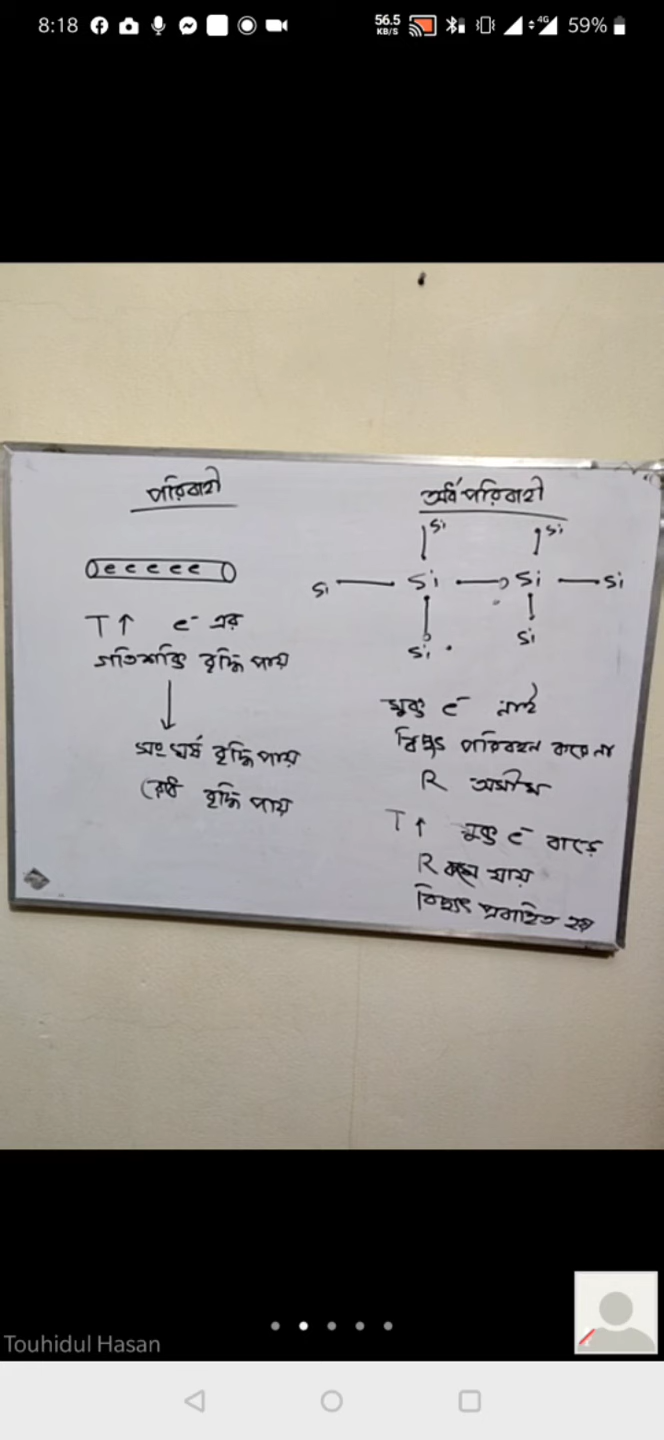 8:18
56.5
KB/S
4G
59%
পরিবাহী
e e e e e
T↑ e⁻ এর
গতিশক্তি বৃদ্ধি পায়
↓
সংঘর্ষ বৃদ্ধি পায়
রোধ বৃদ্ধি পায়
অর্ধপরিবাহী
Si Si
Si — Si — Si — Si
Si Si
মুক্ত e⁻ নাই
বিদ্যুৎ পরিবহন করে না
R অসীম
T↑ মুক্ত e⁻ বাড়ে
R কমে যায়
বিদ্যুৎ প্রবাহিত হয়
Touhidul Hasan